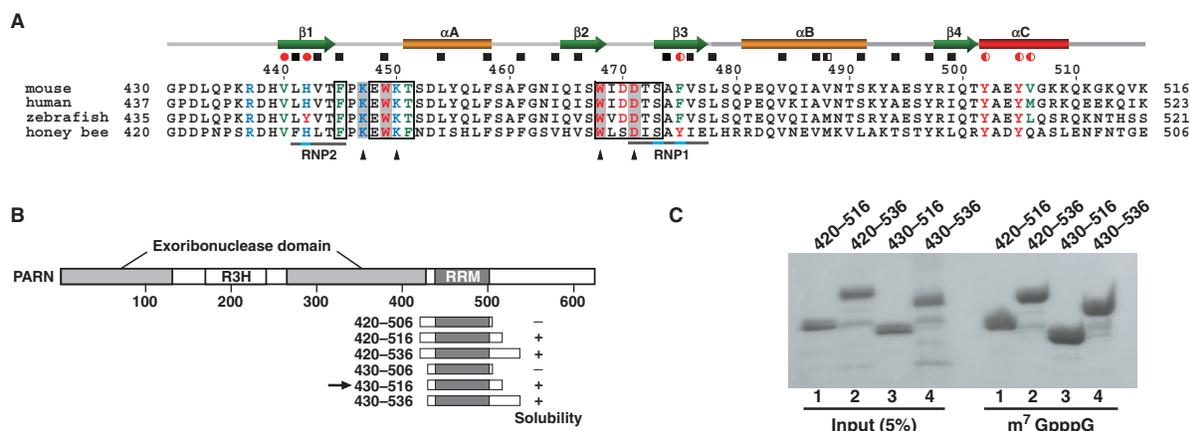 A
β1 αA β2 β3 αB β4 αC
440 450 460 470 480 490 500 510
mouse 430 GPDLQPKRDHVLHVTFPKEWKTSDLYQLFSAFGNIQISWIDDTSAFVSLSQPEQVQIAVNTSKYAESYRIQTYAEYVGKKQKGKQVK 516
human 437 GPDLQPKRDHVLHVTFPKEWKTSDLYQLFSAFGNIQISWIDDTSAFVSLSQPEQVKIAVNTSKYAESYRIQTYAEYMGRKQEEKQIK 523
zebrafish 435 GPDLQPKRDHVLYVTFPKEWKTSDLYQLFSAFGNIQVSWVDDTSAFVSLSQTEQVQIAMNTSRYAESYRIQTYAEYLQSRQKNTHSS 521
honey bee 420 GDDPNPSRDHVFHLTFPKEWKFNDISHLFSPFGSVHVSWLSDISAYIELHRRDQVNEVMKVLAKTSTYKLQRYADYQASRLENFNTGE 506
RNP2 RNP1
B
Exoribonuclease domain
PARN R3H RRM
100 200 300 400 500 600
420–506 –
420–516 +
420–536 +
430–506 –
430–516 +
430–536 +
Solubility
C
420–516 420–536 430–516 430–536 420–516 420–536 430–516 430–536
1 2 3 4 1 2 3 4
Input (5%) m7 GpppG